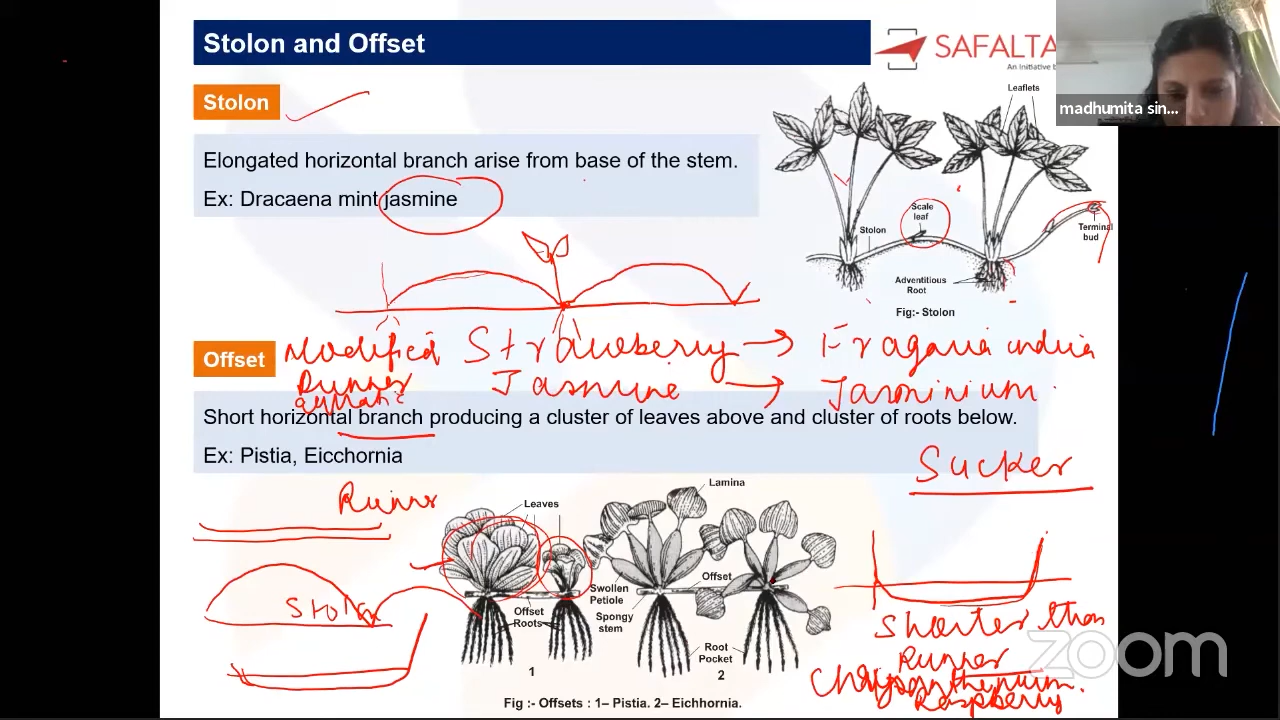 Stolon and Offset
SAFALTA
An Initiative b
madhumita sin...
Stolon
Elongated horizontal branch arise from base of the stem.
Ex: Dracaena mint jasmine
Leaflets
Scale leaf
Stolon
Terminal bud
Adventitious Root
Fig:- Stolon
Modified Runner aquatic
Strawberry → Fragaria indica
Jasmine → Jasminium
Offset
Short horizontal branch producing a cluster of leaves above and cluster of roots below.
Ex: Pistia, Eicchornia
Sucker
Runner
Stolon
Leaves
Lamina
Offset
Swollen Petiole
Spongy stem
Offset
Roots
Root Pocket
1
2
Fig :- Offsets : 1– Pistia. 2– Eichhornia.
Shorter than
Runner
Chrysanthemum.
Raspberry
zoom